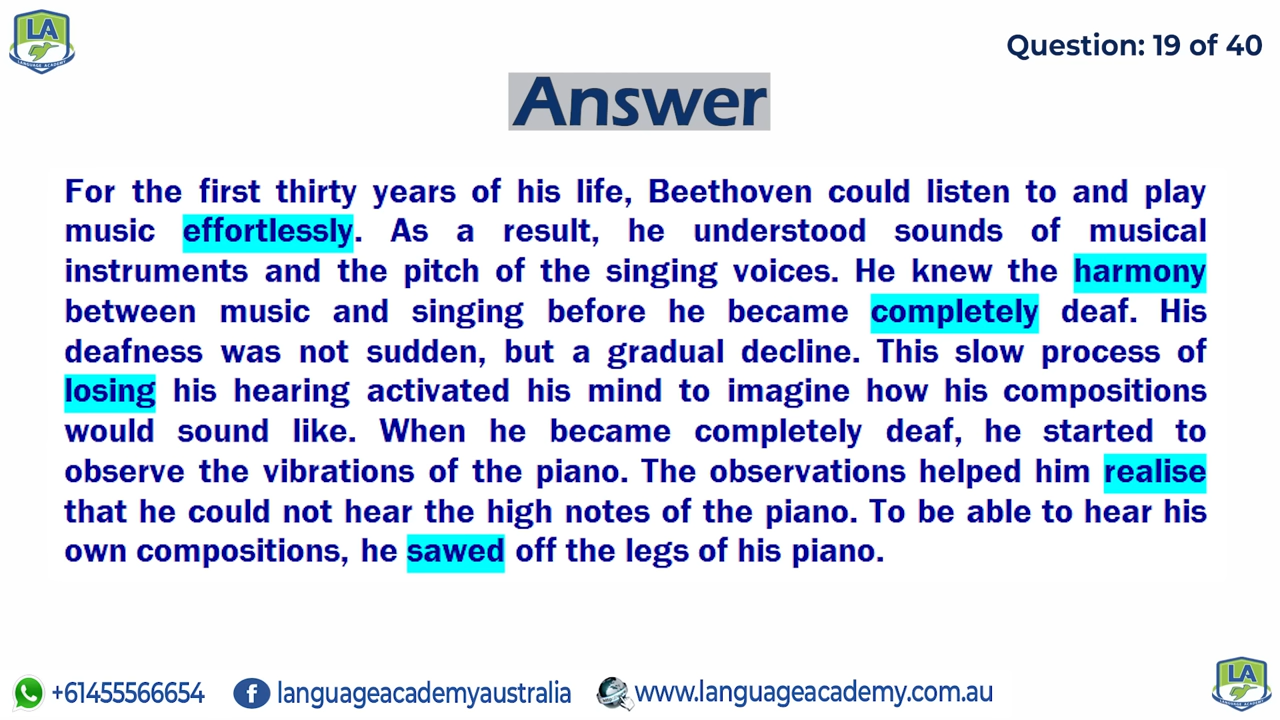 LA
LANGUAGE ACADEMY
Question: 19 of 40
Answer
For the first thirty years of his life, Beethoven could listen to and play
music effortlessly. As a result, he understood sounds of musical
instruments and the pitch of the singing voices. He knew the harmony
between music and singing before he became completely deaf. His
deafness was not sudden, but a gradual decline. This slow process of
losing his hearing activated his mind to imagine how his compositions
would sound like. When he became completely deaf, he started to
observe the vibrations of the piano. The observations helped him realise
that he could not hear the high notes of the piano. To be able to hear his
own compositions, he sawed off the legs of his piano.
+61455566654 languageacademyaustralia www.languageacademy.com.au
LA
LANGUAGE ACADEMY